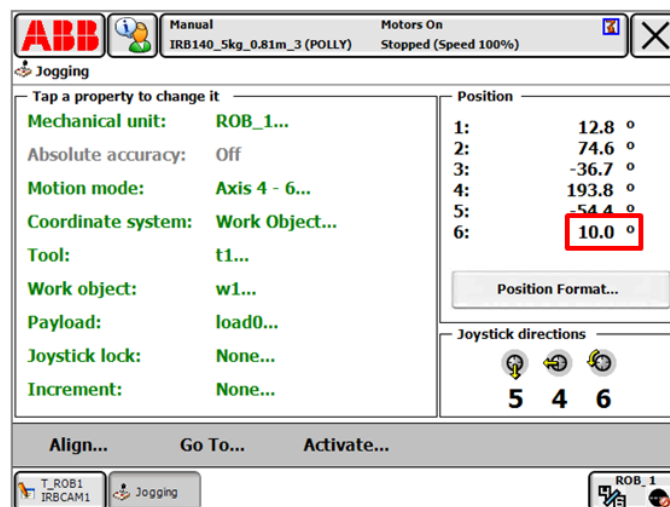 ABB
Manual
IRB140_5kg_0.81m_3 (POLLY)
Motors On
Stopped (Speed 100%)
Jogging
Tap a property to change it
Mechanical unit: ROB_1...
Absolute accuracy: Off
Motion mode: Axis 4 - 6...
Coordinate system: Work Object...
Tool: t1...
Work object: w1...
Payload: load0...
Joystick lock: None...
Increment: None...
Position
1: 12.8 °
2: 74.6 °
3: -36.7 °
4: 193.8 °
5: -54.4 °
6: 10.0 °
Position Format...
Joystick directions
5 4 6
Align... Go To... Activate...
T_ROB1
IRBCAM1
Jogging
ROB_1